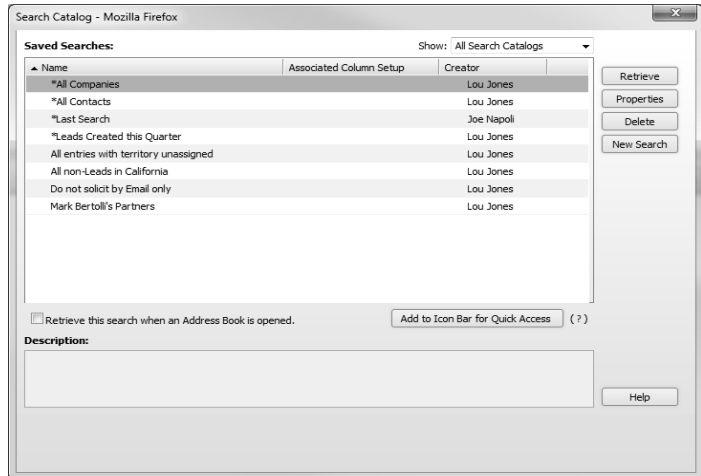 Search Catalog - Mozilla Firefox
Saved Searches: Show: All Search Catalogs
Name Associated Column Setup Creator
*All Companies Lou Jones
*All Contacts Lou Jones
*Last Search Joe Napoli
*Leads Created this Quarter Lou Jones
All entries with territory unassigned Lou Jones
All non-Leads in California Lou Jones
Do not solicit by Email only Lou Jones
Mark Bertolli's Partners Lou Jones
Retrieve
Properties
Delete
New Search
Retrieve this search when an Address Book is opened. Add to Icon Bar for Quick Access (?)
Description:
Help